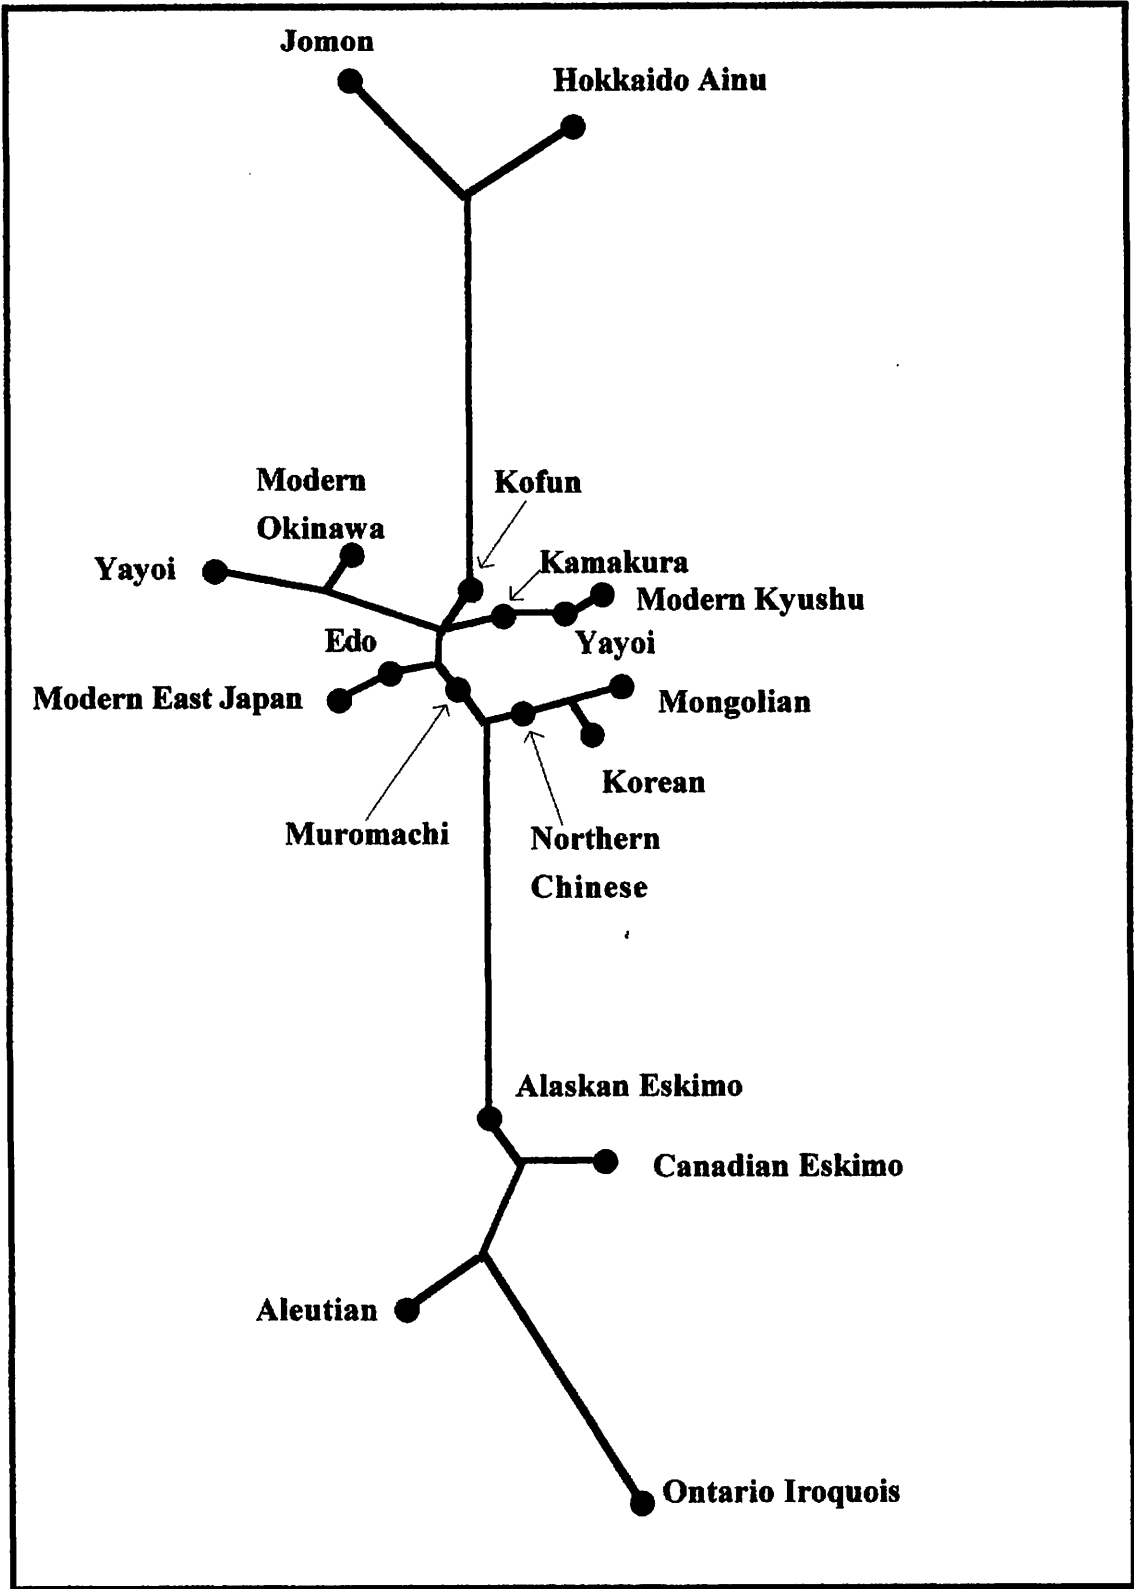 Jomon
Hokkaido Ainu
Modern
Okinawa
Kofun
Yayoi
Kamakura
Modern Kyushu
Edo
Yayoi
Modern East Japan
Mongolian
Korean
Muromachi
Northern
Chinese
Alaskan Eskimo
Canadian Eskimo
Aleutian
Ontario Iroquois